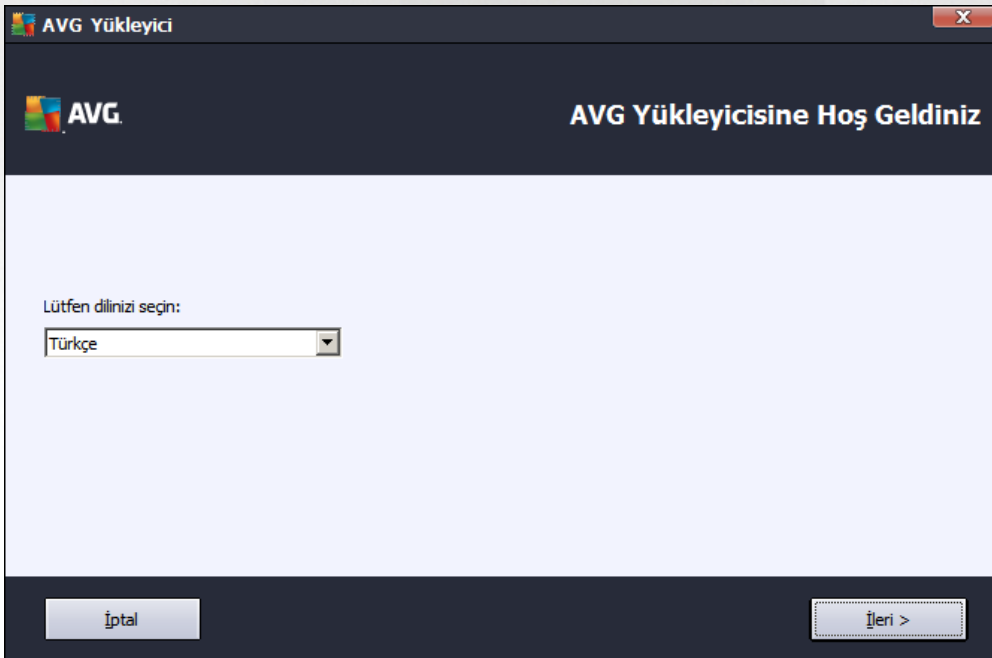 AVG Yükleyici
AVG.
AVG Yükleyicisine Hoş Geldiniz
Lütfen dilinizi seçin:
Türkçe
İptal
İleri >